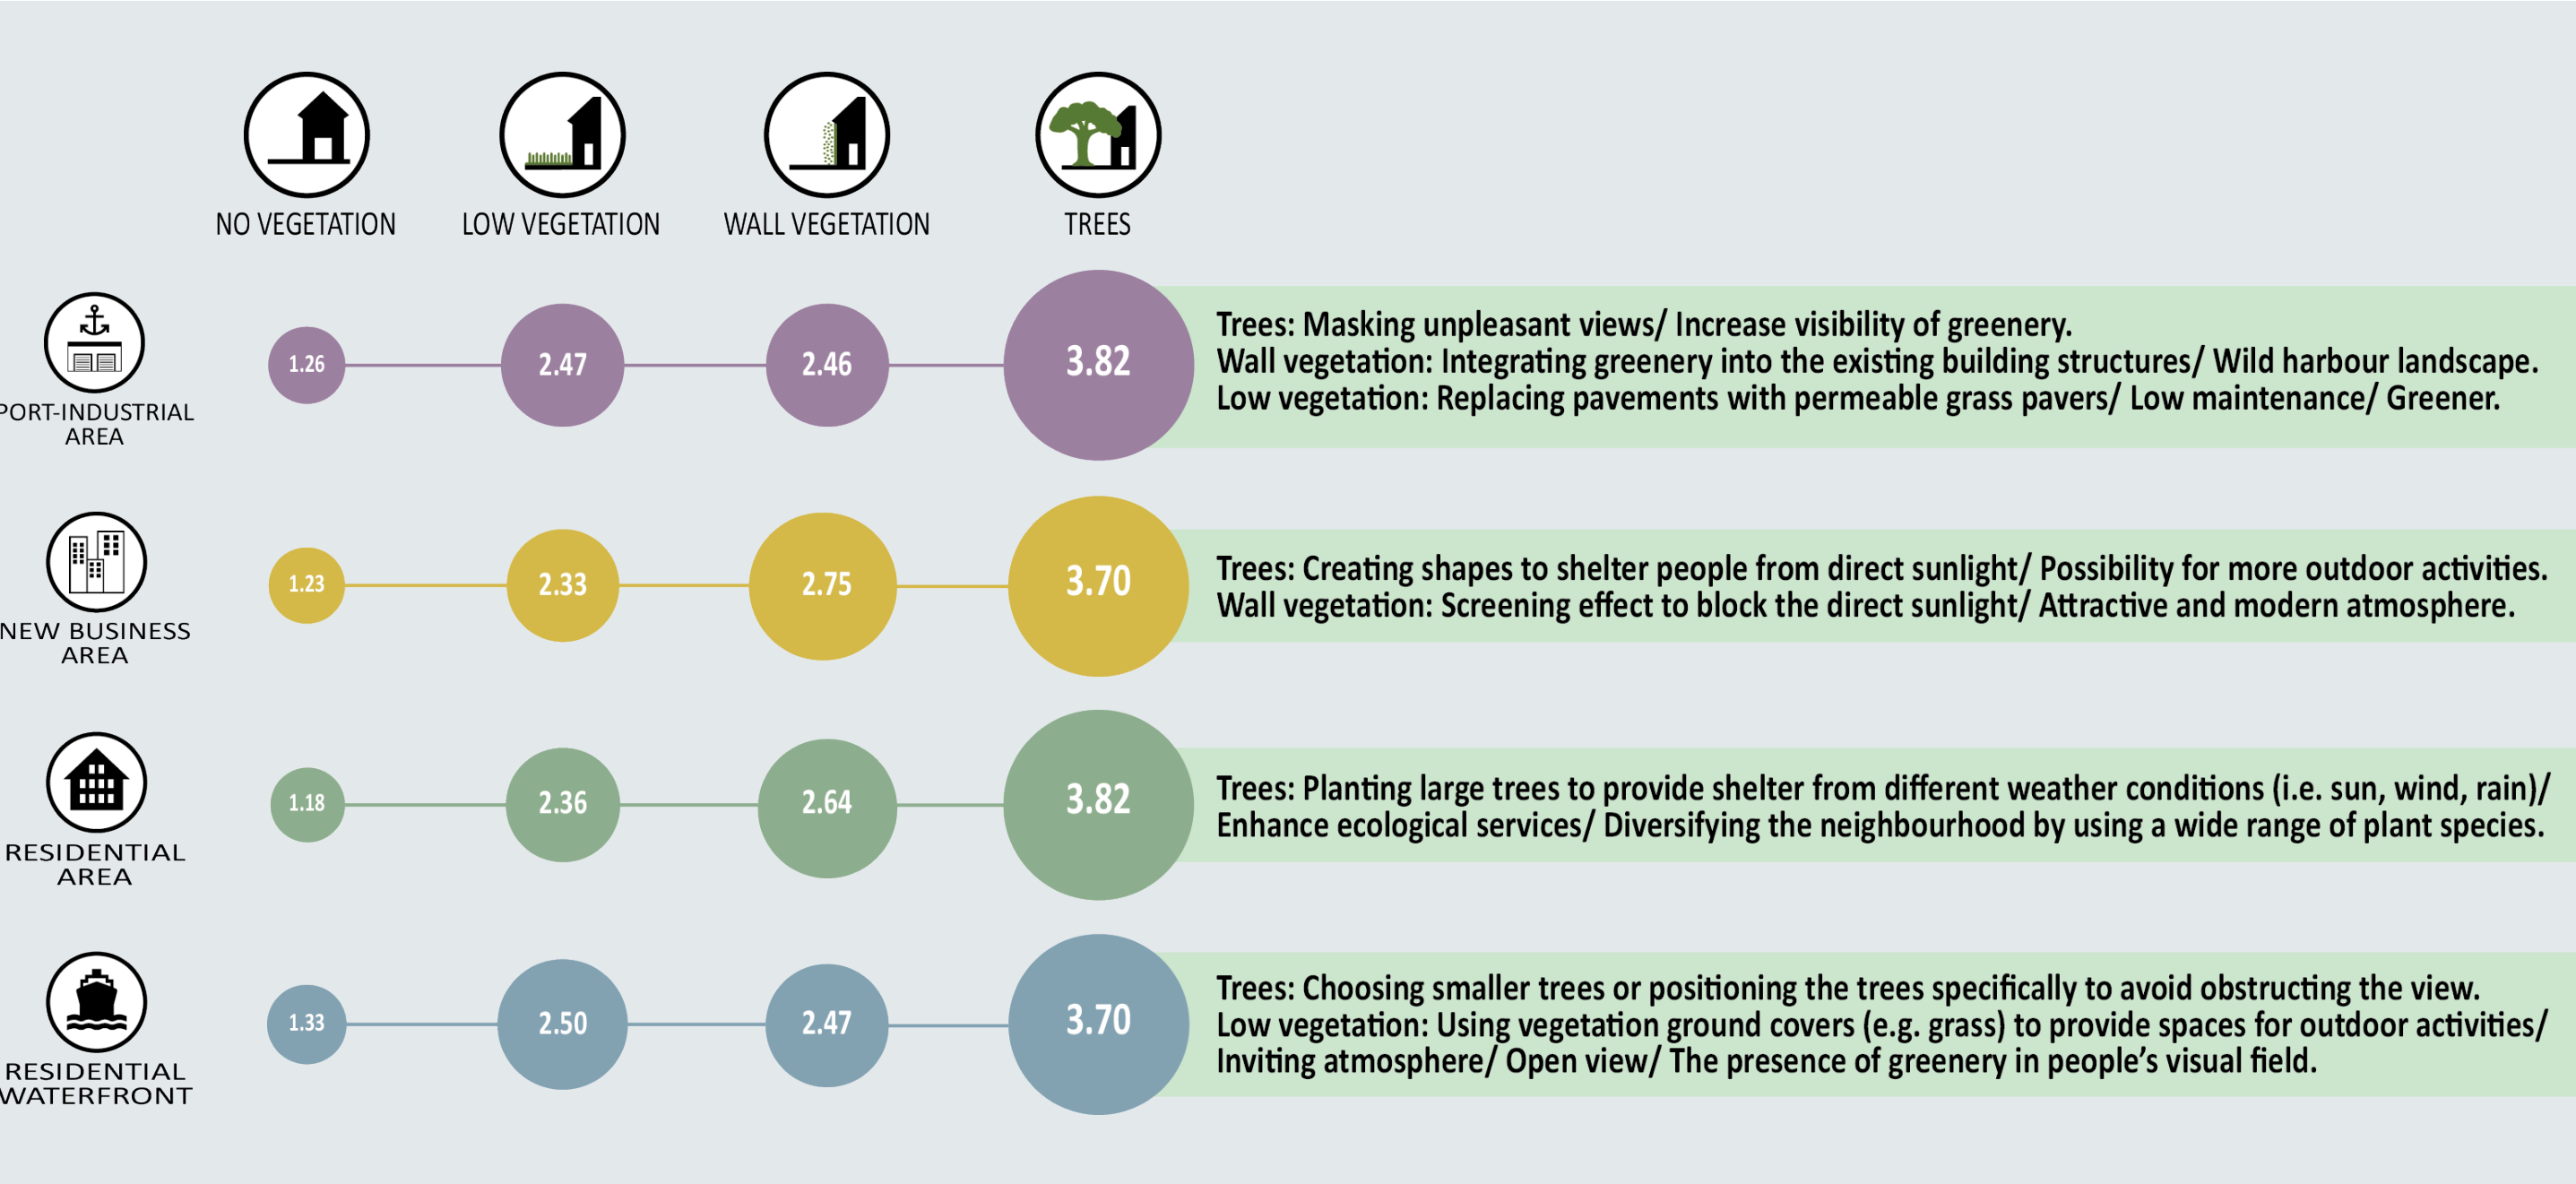 NO VEGETATION
LOW VEGETATION
WALL VEGETATION
TREES
PORT-INDUSTRIAL
AREA
1.26
2.47
2.46
3.82
Trees: Masking unpleasant views/ Increase visibility of greenery.
Wall vegetation: Integrating greenery into the existing building structures/ Wild harbour landscape.
Low vegetation: Replacing pavements with permeable grass pavers/ Low maintenance/ Greener.
NEW BUSINESS
AREA
1.23
2.33
2.75
3.70
Trees: Creating shapes to shelter people from direct sunlight/ Possibility for more outdoor activities.
Wall vegetation: Screening effect to block the direct sunlight/ Attractive and modern atmosphere.
RESIDENTIAL
AREA
1.18
2.36
2.64
3.82
Trees: Planting large trees to provide shelter from different weather conditions (i.e. sun, wind, rain)/
Enhance ecological services/ Diversifying the neighbourhood by using a wide range of plant species.
RESIDENTIAL
WATERFRONT
1.33
2.50
2.47
3.70
Trees: Choosing smaller trees or positioning the trees specifically to avoid obstructing the view.
Low vegetation: Using vegetation ground covers (e.g. grass) to provide spaces for outdoor activities/
Inviting atmosphere/ Open view/ The presence of greenery in people’s visual field.